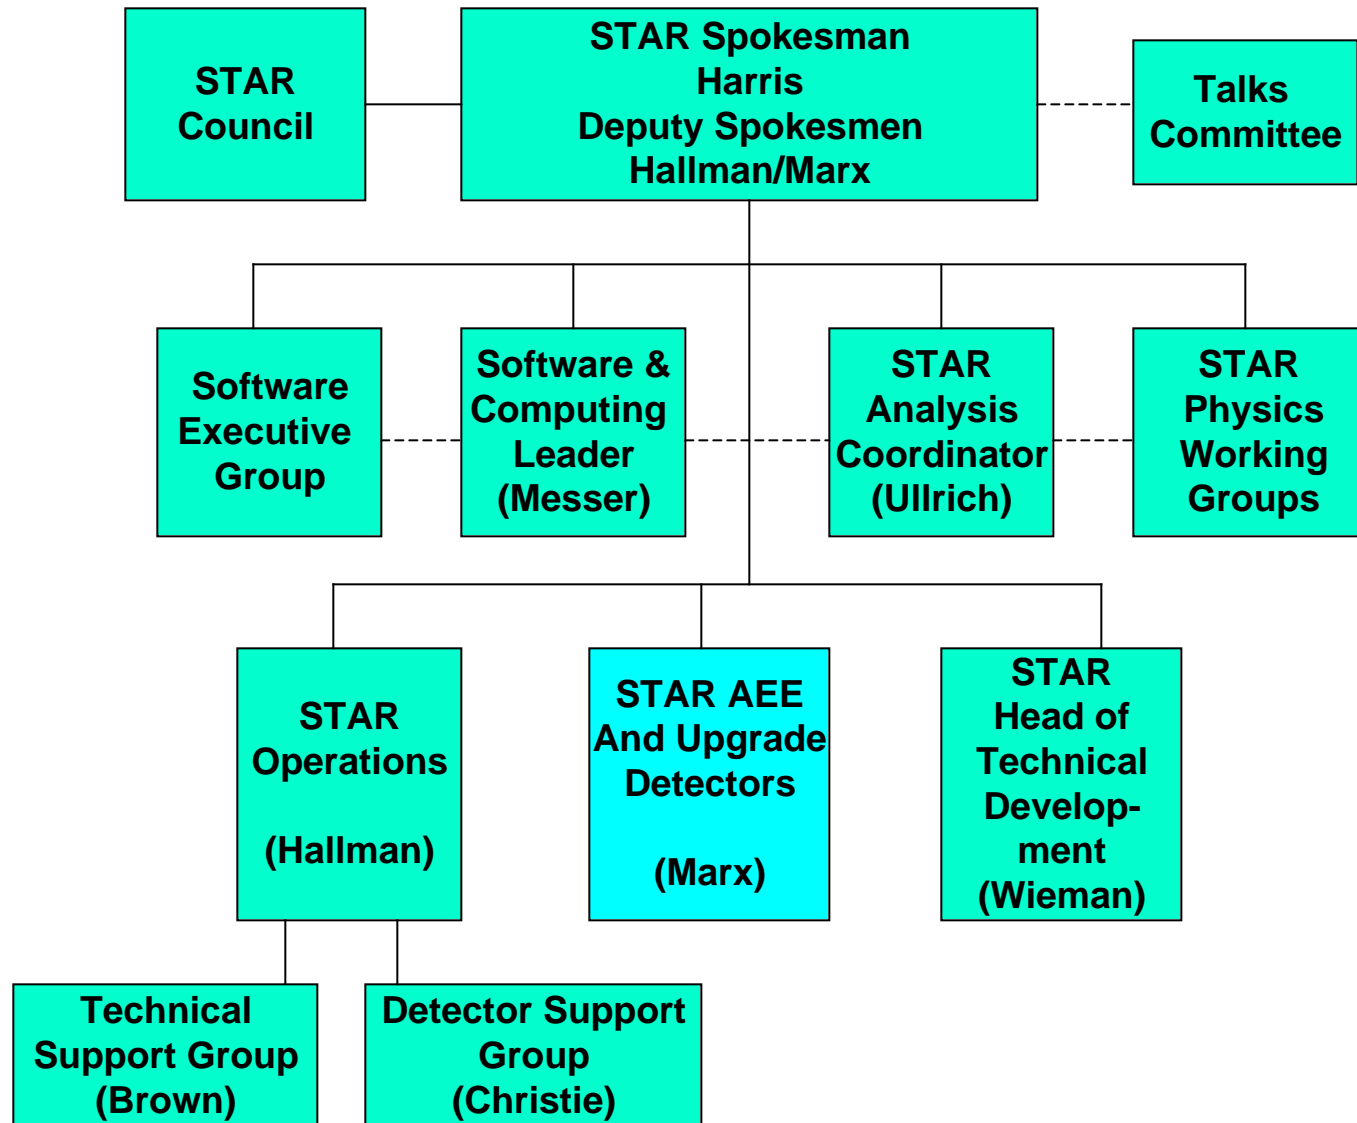 STAR
Council
STAR Spokesman
Harris
Deputy Spokesmen
Hallman/Marx
Talks
Committee
Software
Executive
Group
Software &
Computing
Leader
(Messer)
STAR
Analysis
Coordinator
(Ullrich)
STAR
Physics
Working
Groups
STAR
Operations
(Hallman)
STAR AEE
And Upgrade
Detectors
(Marx)
STAR
Head of
Technical
Develop-
ment
(Wieman)
Technical
Support Group
(Brown)
Detector Support
Group
(Christie)